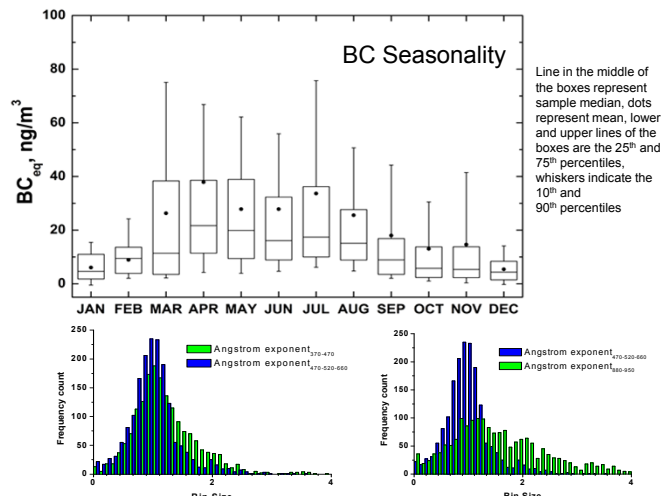 BC Seasonality
BCeq, ng/m3
100
80
60
40
20
0
JAN FEB MAR APR MAY JUN JUL AUG SEP OCT NOV DEC
Line in the middle of
the boxes represent
sample median, dots
represent mean, lower
and upper lines of the
boxes are the 25th and
75th percentiles,
whiskers indicate the
10th and
90th percentiles
Frequency count
250
200
150
100
50
0
Angstrom exponent370-470
Angstrom exponent470-520-660
0 2 4
Bin Size
Frequency count
250
200
150
100
50
0
Angstrom exponent470-520-660
Angstrom exponent880-950
0 2 4
Bin Size